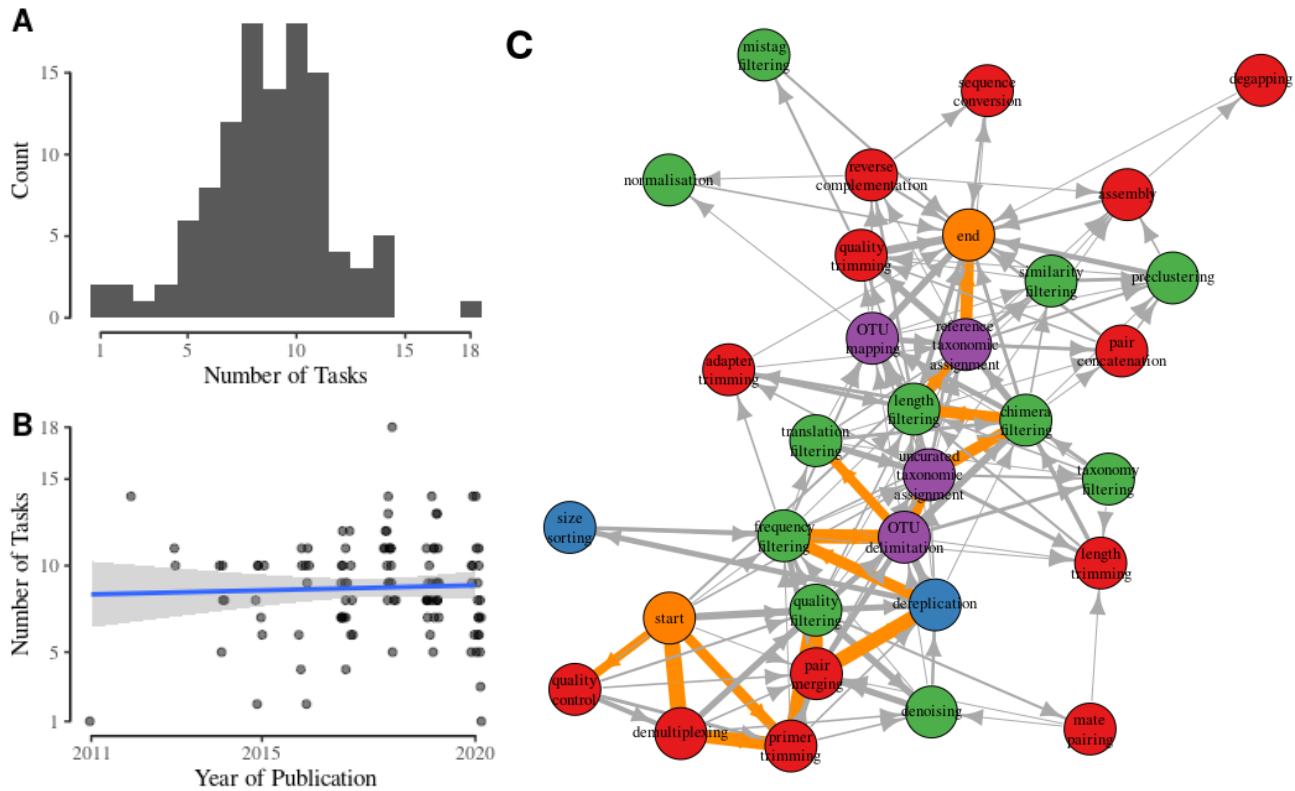 A
Count
15
10
5
0
1
5
10
15
18
Number of Tasks
B
Number of Tasks
18
15
10
5
1
2011
2015
2020
Year of Publication
C
mistag
filtering
sequence
conversion
degapping
normalisation
reverse
complementation
assembly
end
quality
trimming
similarity
filtering
preclustering
OTU
mapping
reference
taxonomic
assignment
pair
concatenation
adapter
trimming
length
filtering
chimera
filtering
translation
filtering
uncurated
taxonomic
assignment
taxonomy
filtering
size
sorting
frequency
filtering
OTU
delimitation
length
trimming
dereplication
quality
filtering
start
pair
merging
quality
control
denoising
mate
pairing
demultiplexing
primer
trimming